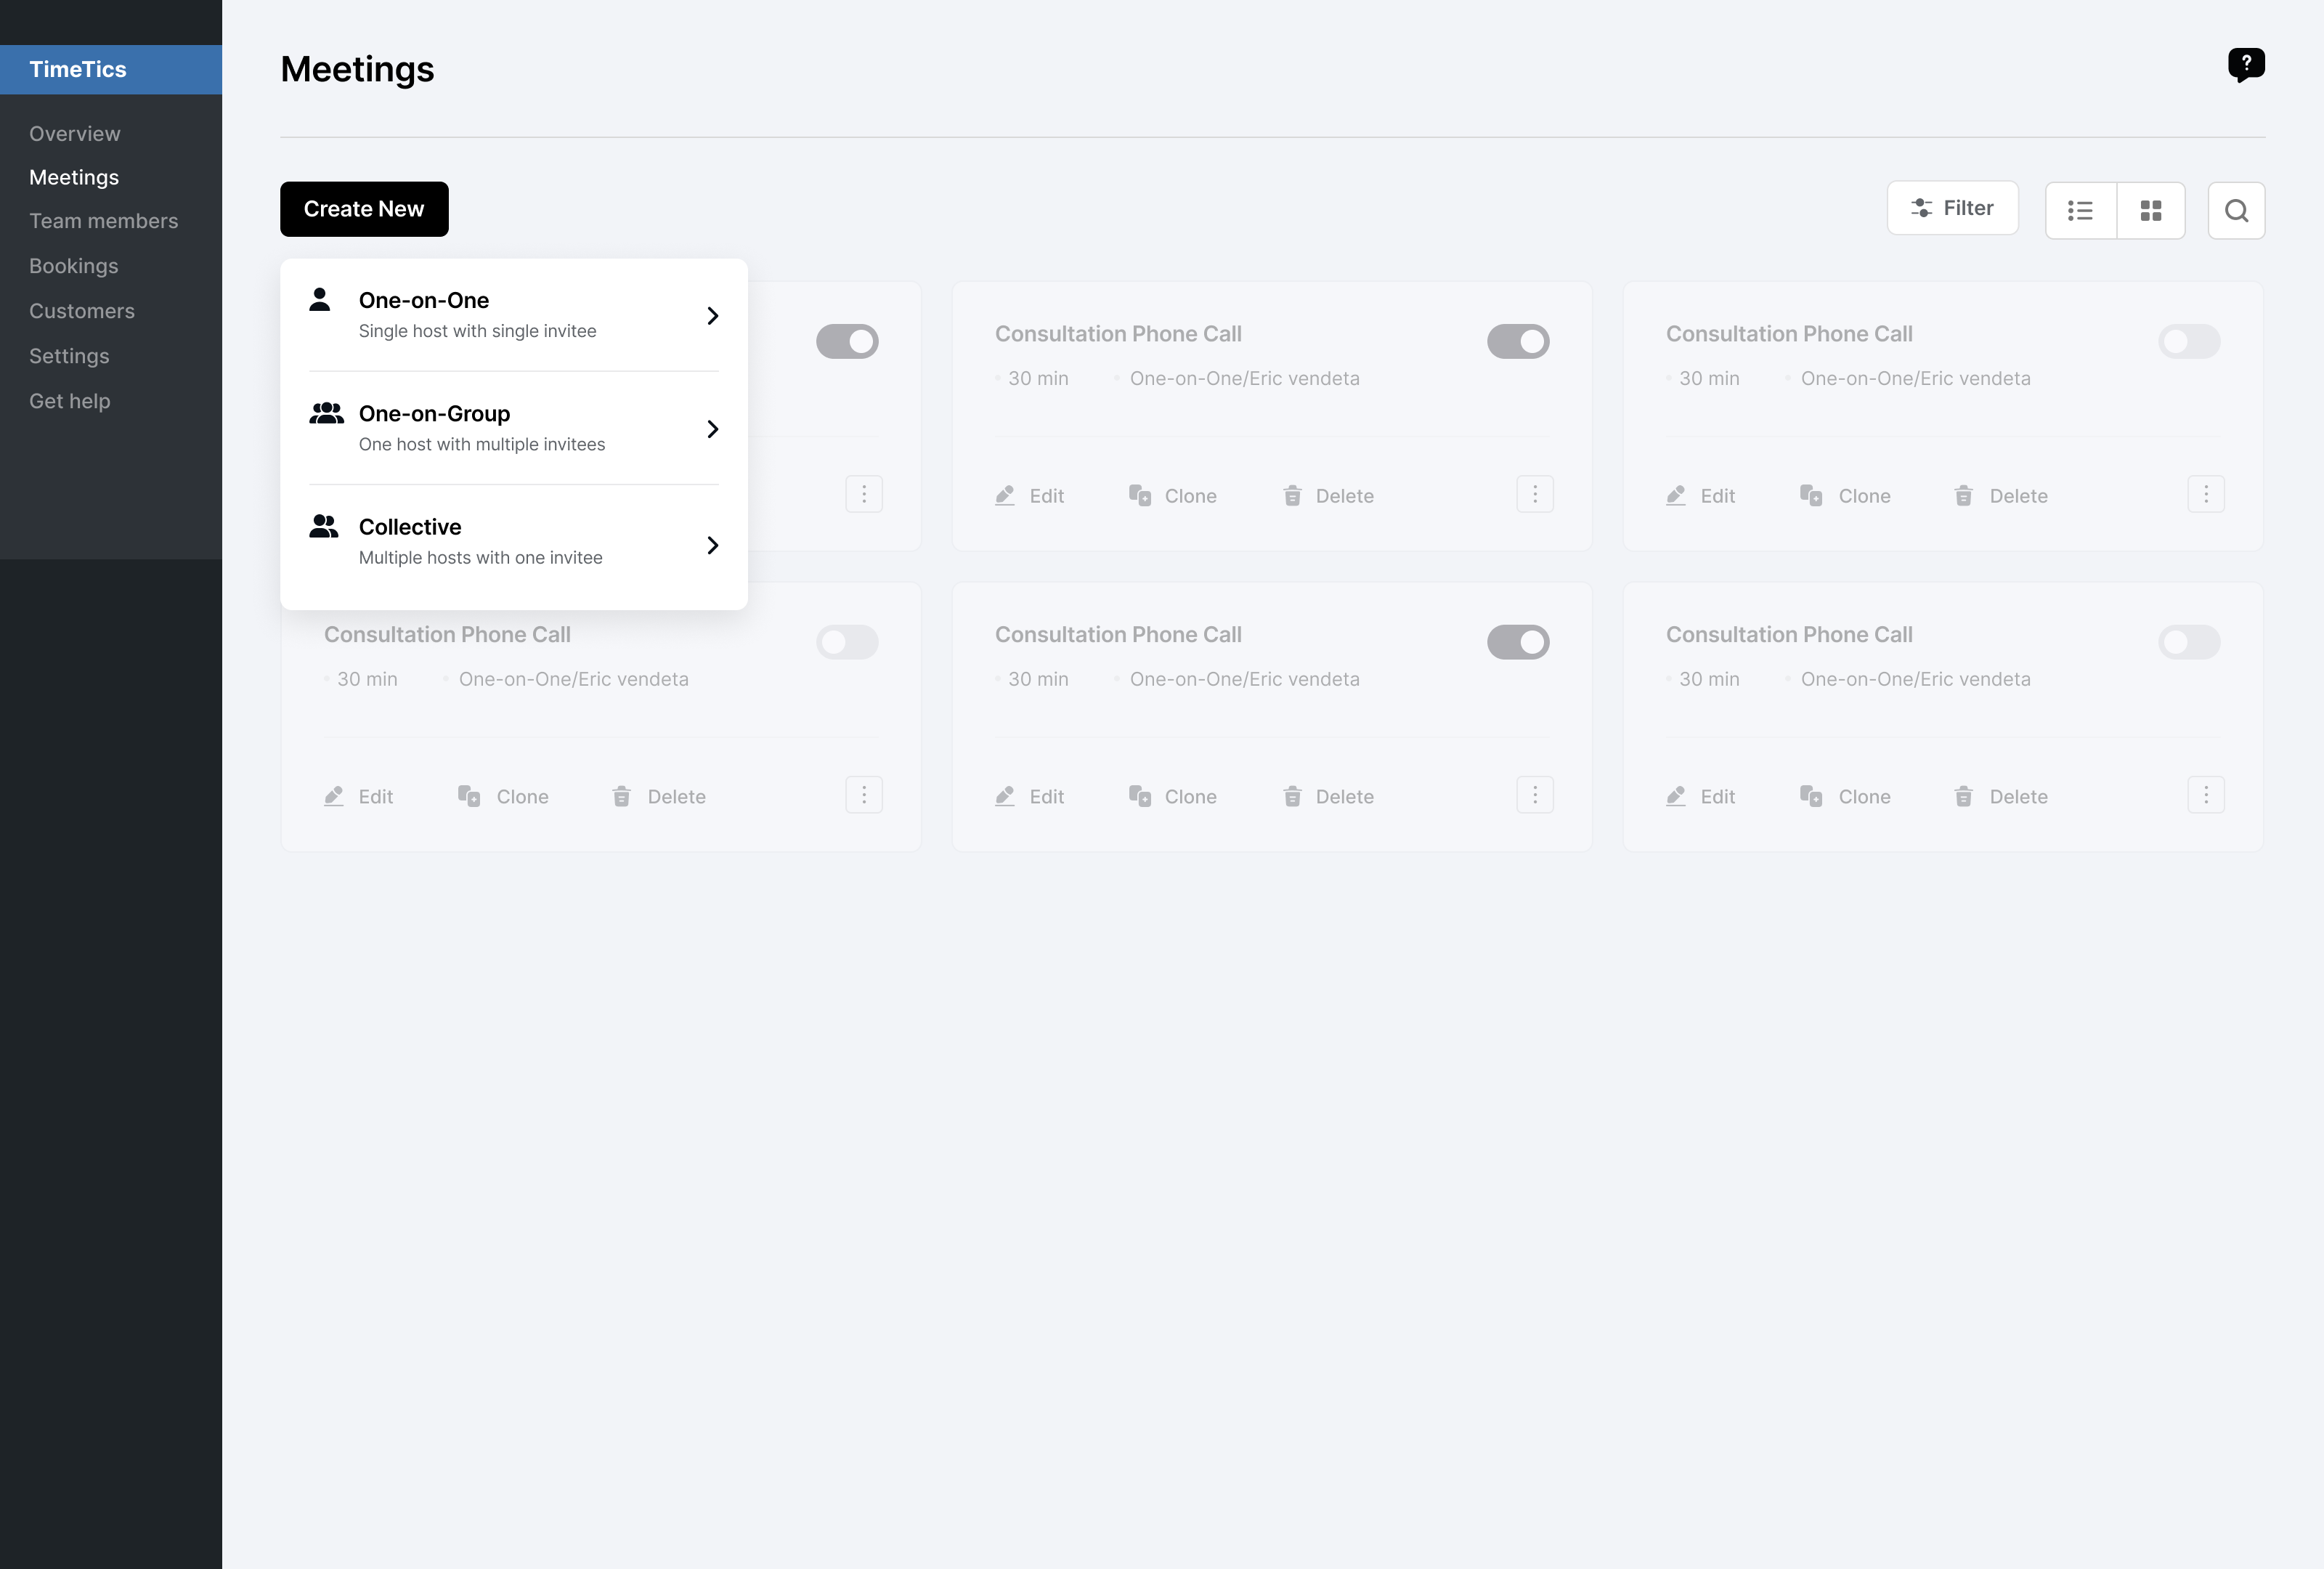 TimeTics
Overview
Meetings
Team members
Bookings
Customers
Settings
Get help
Meetings
?
Create New
Filter
One-on-One
Single host with single invitee
One-on-Group
One host with multiple invitees
Collective
Multiple hosts with one invitee
Consultation Phone Call
30 min One-on-One/Eric vendeta
Edit Clone Delete
Consultation Phone Call
30 min One-on-One/Eric vendeta
Edit Clone Delete
Consultation Phone Call
30 min One-on-One/Eric vendeta
Edit Clone Delete
Consultation Phone Call
30 min One-on-One/Eric vendeta
Edit Clone Delete
Consultation Phone Call
30 min One-on-One/Eric vendeta
Edit Clone Delete